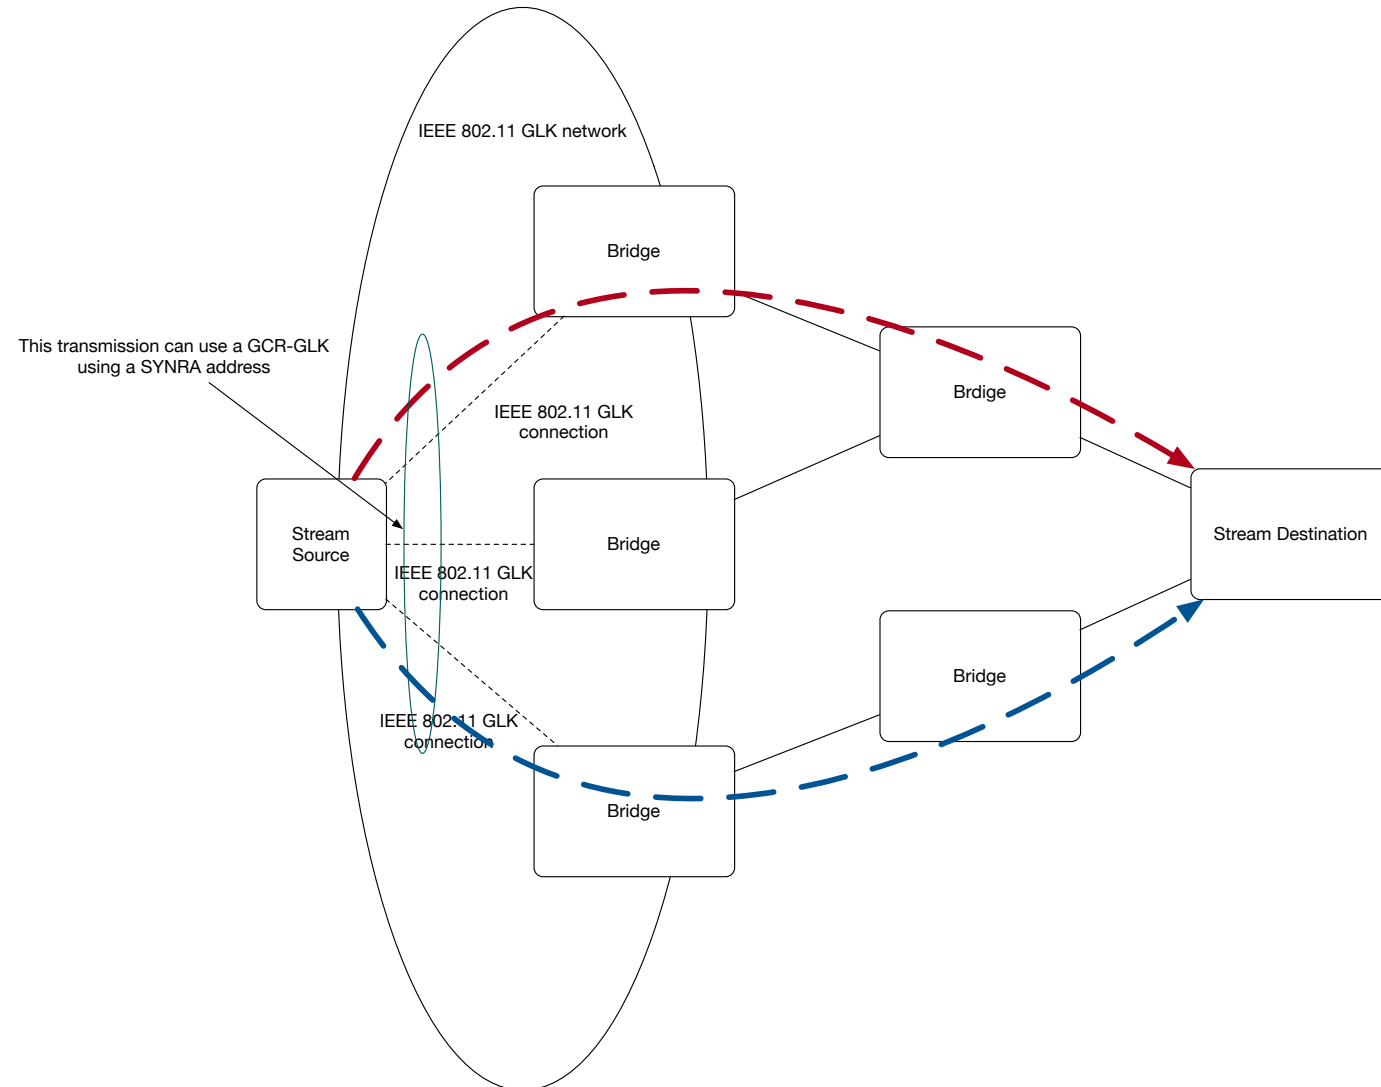 IEEE 802.11 GLK network
Bridge
This transmission can use a GCR-GLK
using a SYNRA address
Brdige
IEEE 802.11 GLK
connection
Stream
Source
Bridge
Stream Destination
IEEE 802.11 GLK
connection
Bridge
IEEE 802.11 GLK
connection
Bridge